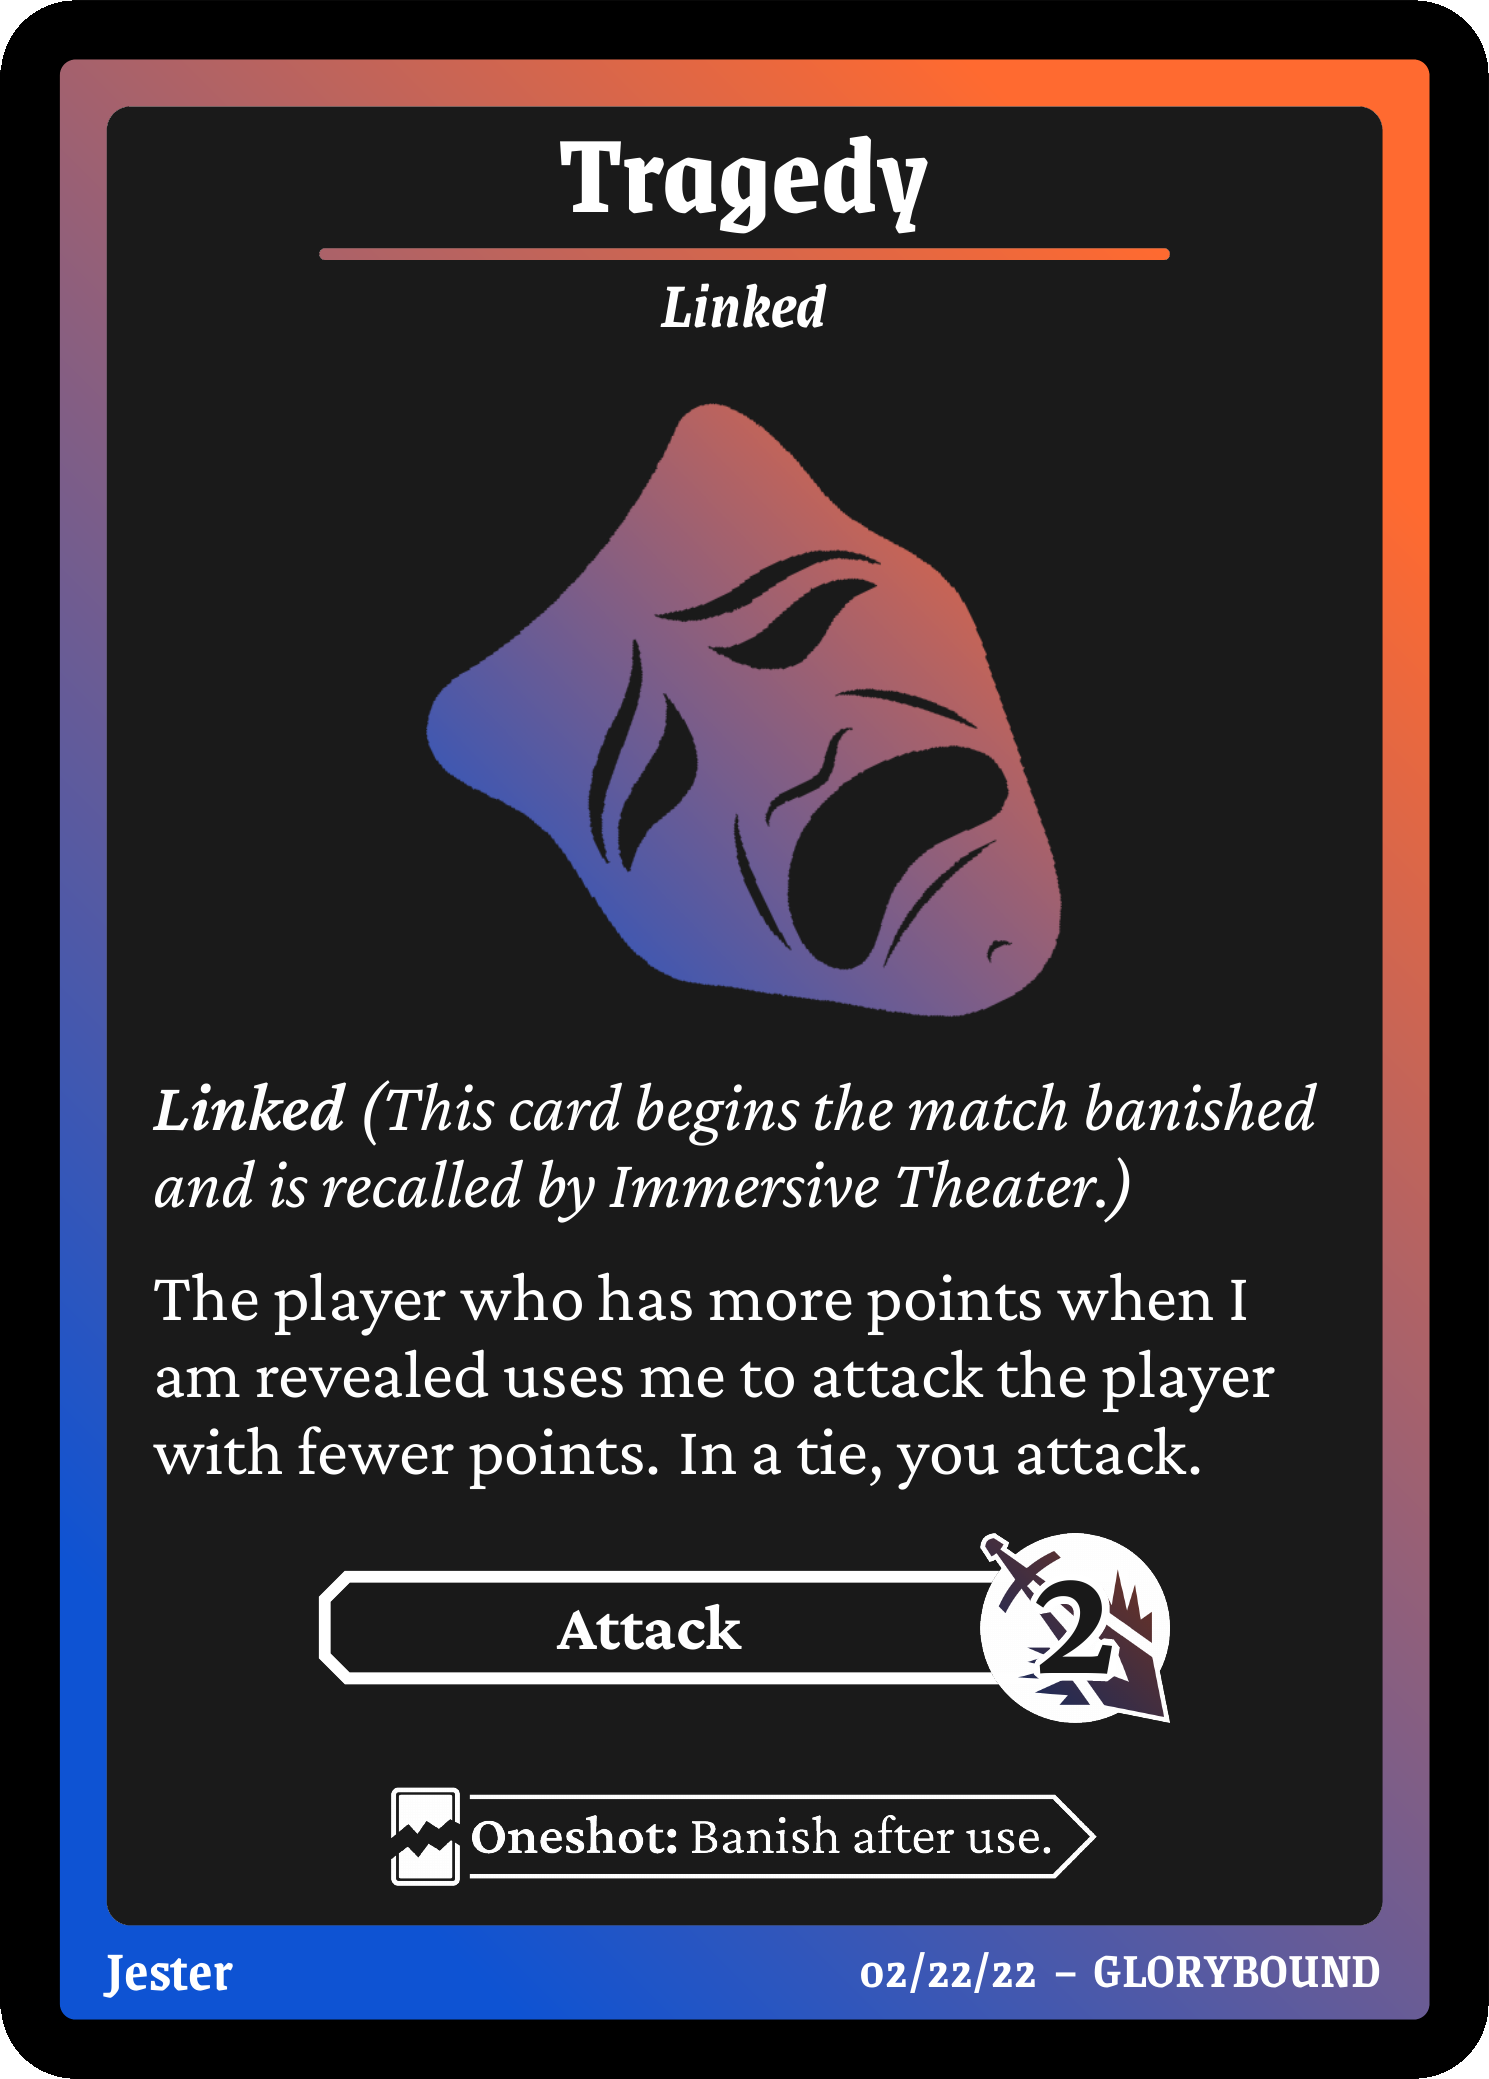 Tragedy
Linked
Linked (This card begins the match banished
and is recalled by Immersive Theater.)
The player who has more points when I
am revealed uses me to attack the player
with fewer points. In a tie, you attack.
Attack
2
Oneshot: Banish after use.
Jester
02/22/22 – GLORYBOUND